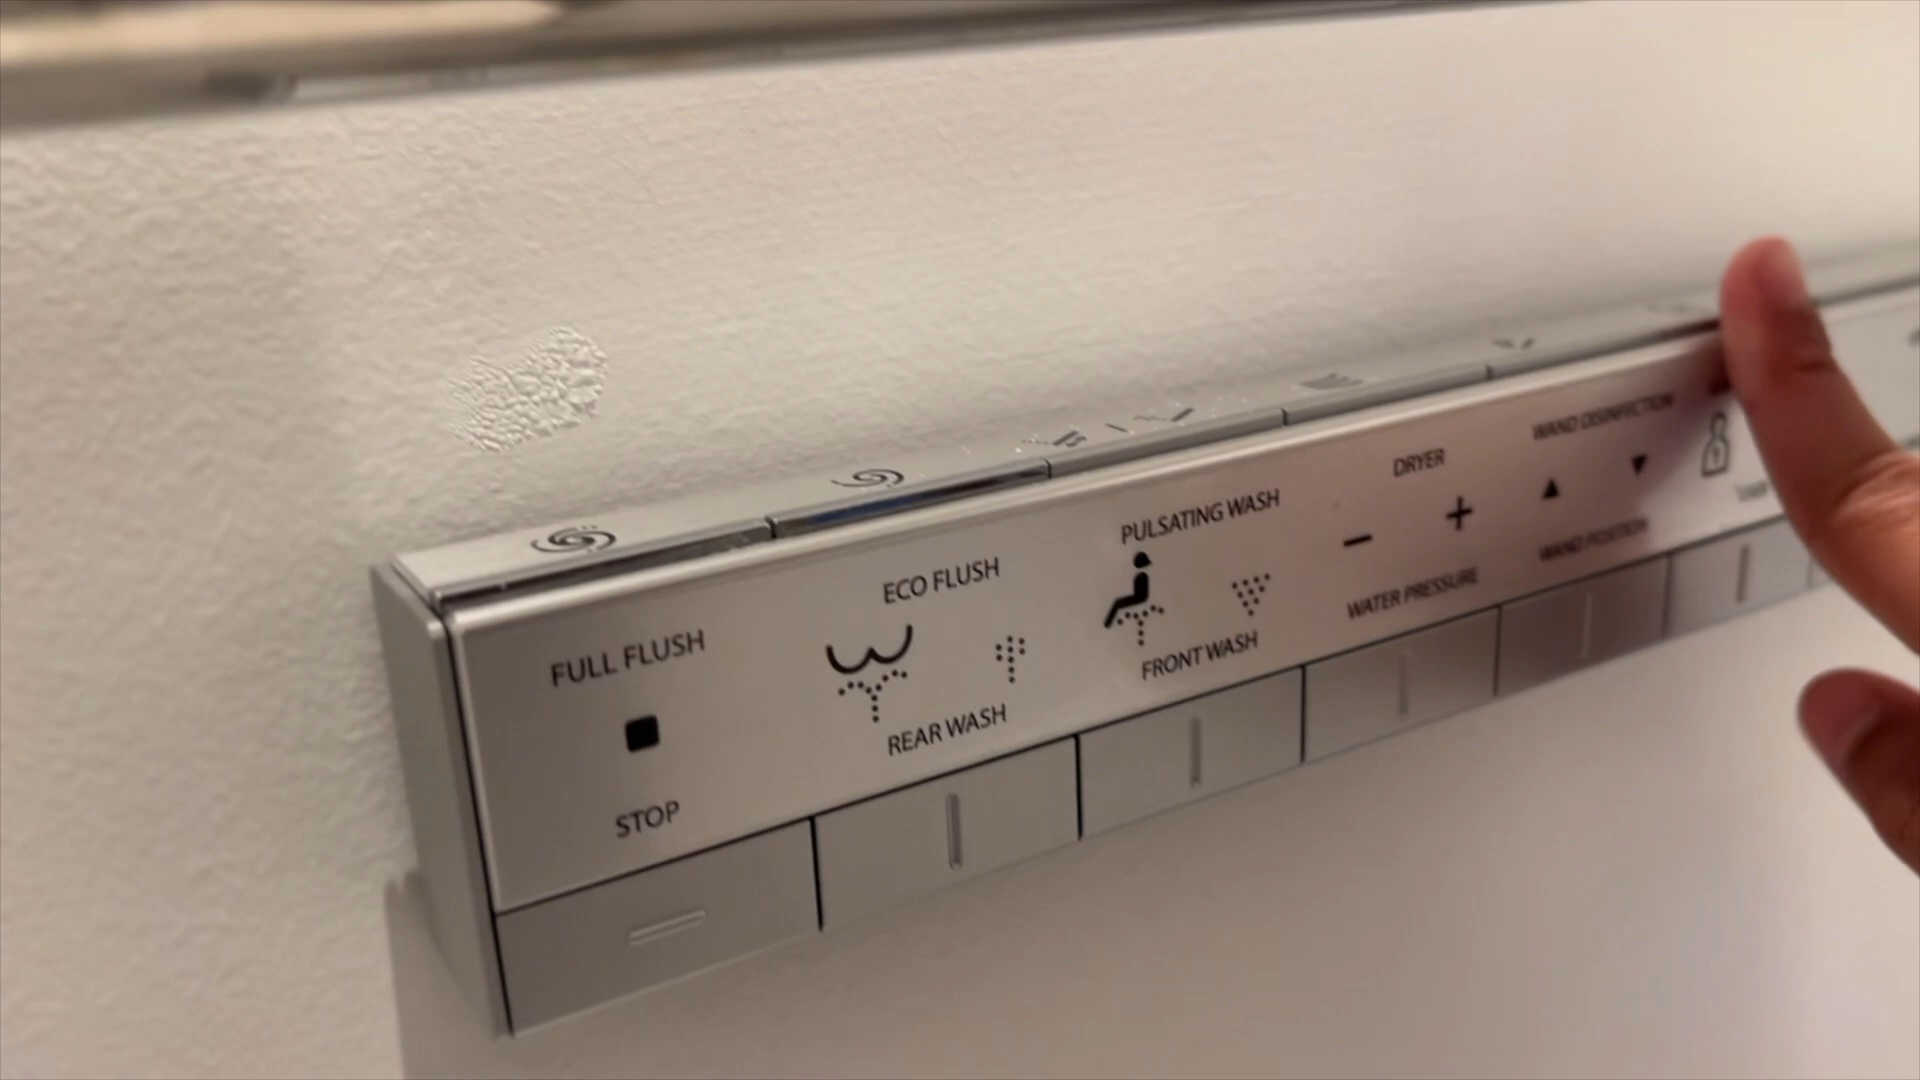 FULL FLUSH
STOP
ECO FLUSH
REAR WASH
PULSATING WASH
FRONT WASH
DRYER
- +
WATER PRESSURE
WAND DISINFECTION
WAND POSITION